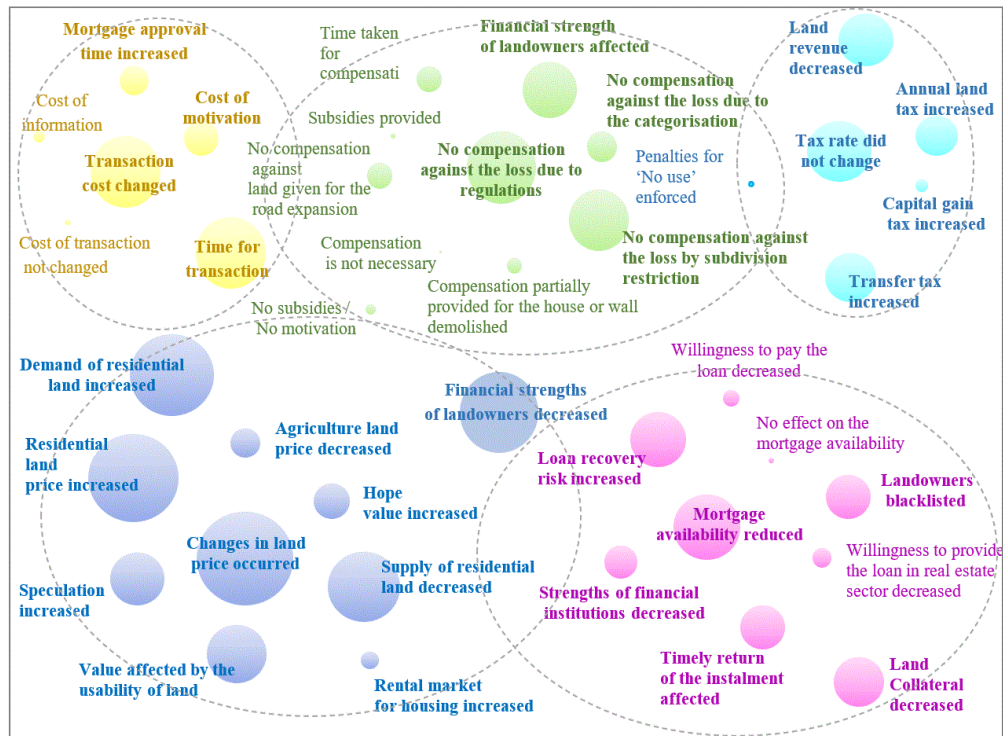 Mortgage approval
time increased
Cost of
information
Cost of
motivation
Transaction
cost changed
Cost of transaction
not changed
Time for
transaction
Time taken
for
compensati
Financial strength
of landowners affected
Subsidies provided
No compensation
against the loss due to
the categorisation
No compensation
against
land given for the
road expansion
No compensation
against the loss due to
regulations
Penalties for
‘No use’
enforced
Compensation
is not necessary
No compensation against
the loss by subdivision
restriction
Compensation partially
provided for the house or wall
demolished
No subsidies /
No motivation
Land
revenue
decreased
Annual land
tax increased
Tax rate did
not change
Capital gain
tax increased
Transfer tax
increased
Demand of residential
land increased
Financial strengths
of landowners decreased
Residential
land
price increased
Agriculture land
price decreased
Hope
value increased
Changes in land
price occurred
Supply of residential
land decreased
Speculation
increased
Value affected by the
usability of land
Rental market
for housing increased
Willingness to pay the
loan decreased
No effect on the
mortgage availability
Loan recovery
risk increased
Landowners
blacklisted
Mortgage
availability reduced
Willingness to provide
the loan in real estate
sector decreased
Strengths of financial
institutions decreased
Timely return
of the instalment
affected
Land
Collateral
decreased